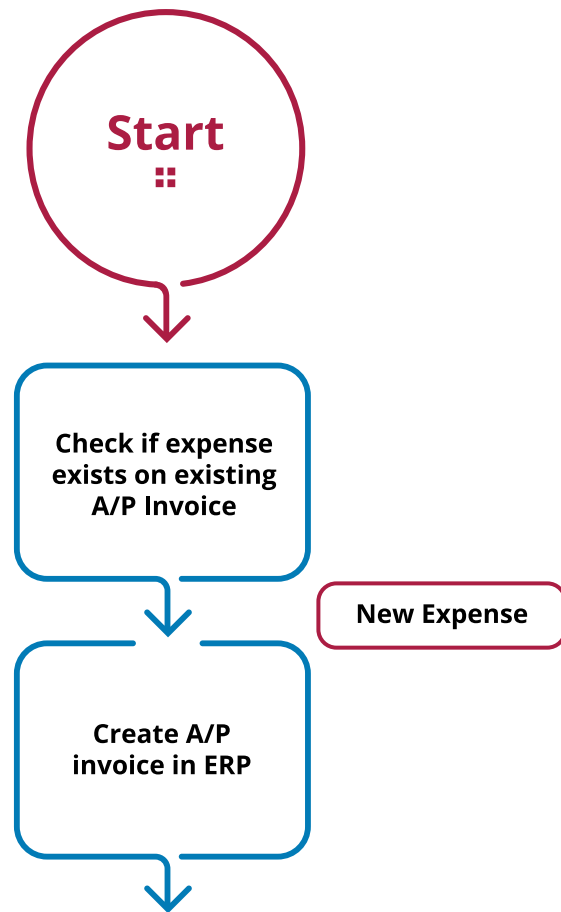 Start
Check if expense
exists on existing
A/P Invoice
New Expense
Create A/P
invoice in ERP